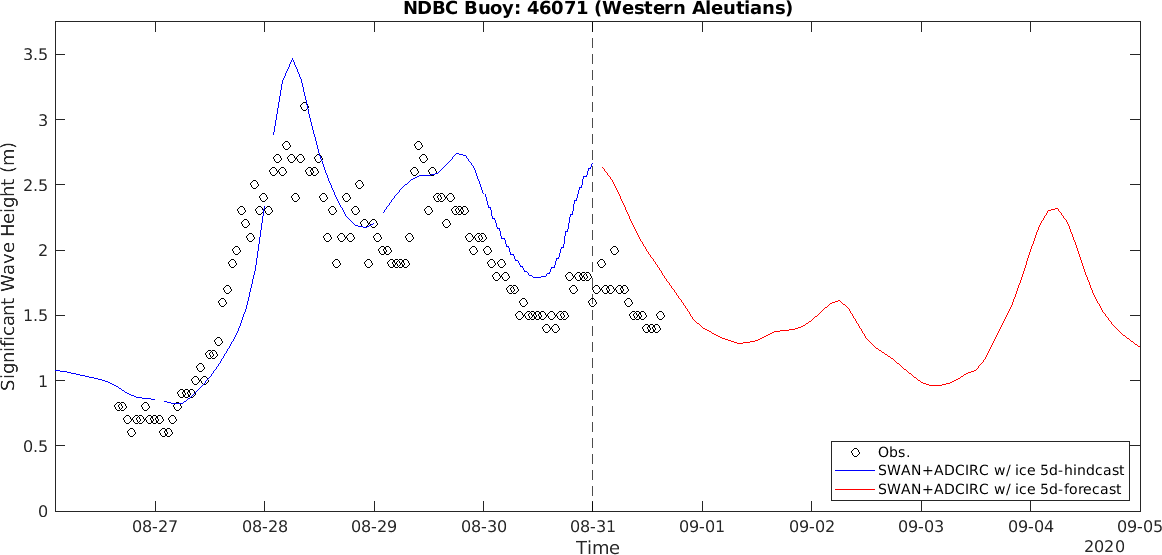 NDBC Buoy: 46071 (Western Aleutians)
Significant Wave Height (m)
3.5
3
2.5
2
1.5
1
0.5
0
Obs.
SWAN+ADCIRC w/ ice 5d-hindcast
SWAN+ADCIRC w/ ice 5d-forecast
08-27 08-28 08-29 08-30 08-31 09-01 09-02 09-03 09-04 09-05
Time
2020